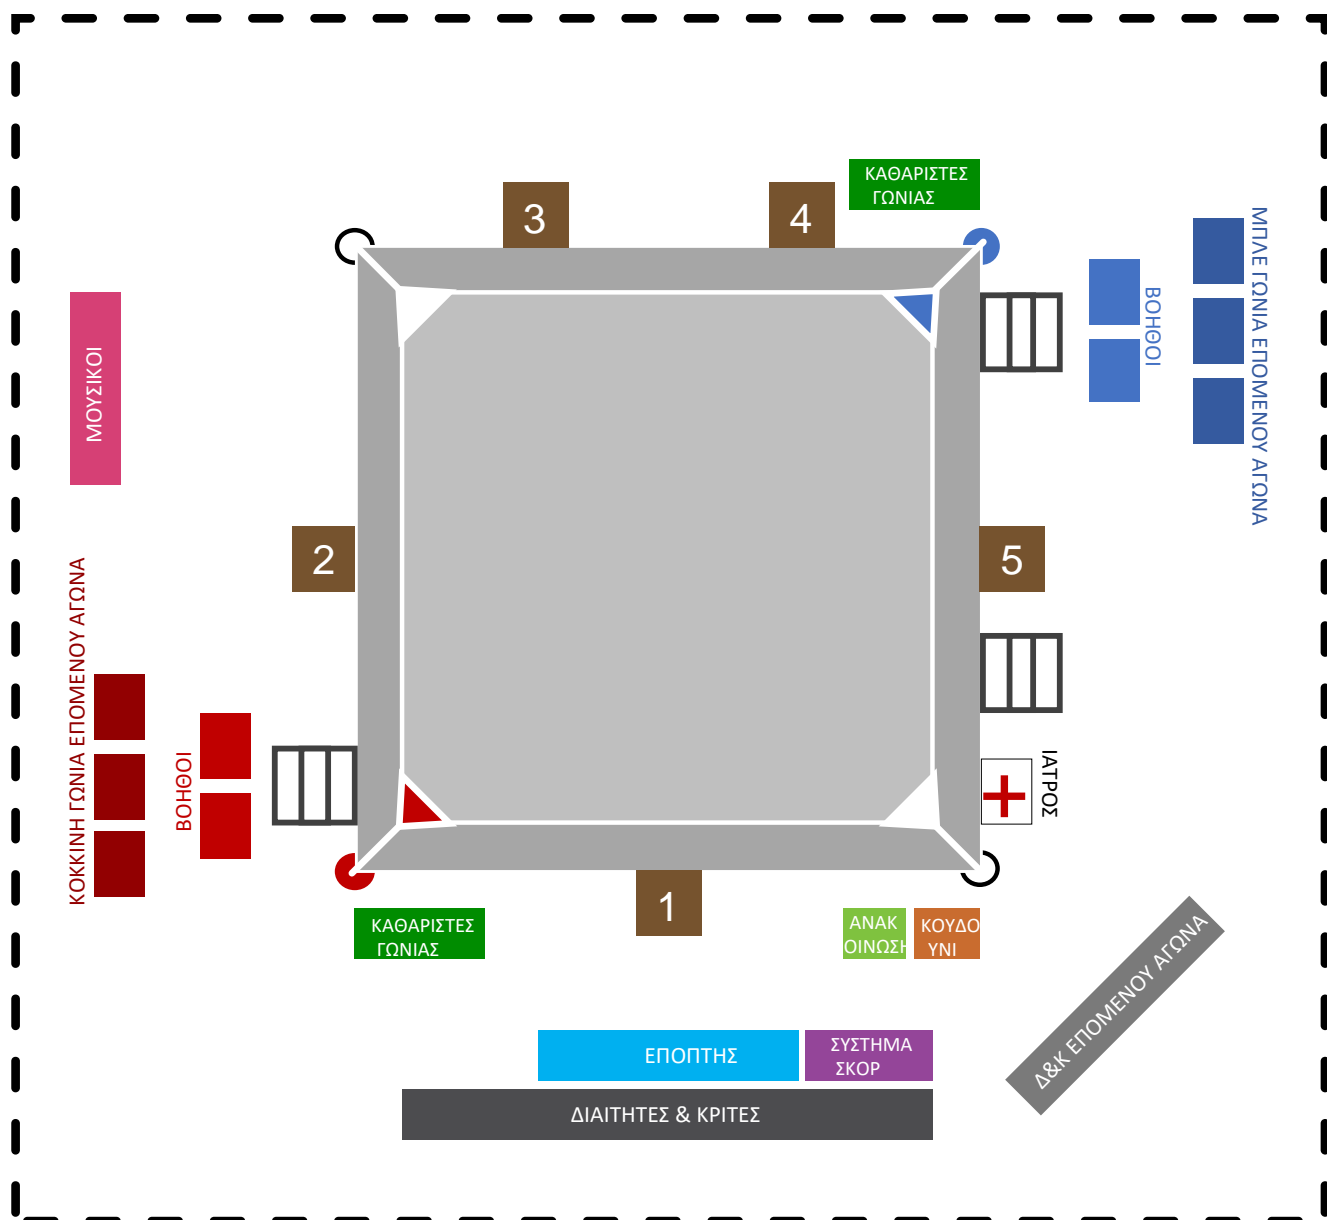 ΚΑΘΑΡΙΣΤΕΣ
ΓΩΝΙΑΣ
3
4
ΜΠΛΕ ΓΩΝΙΑ ΕΠΟΜΕΝΟΥ ΑΓΩΝΑ
ΒΟΗΘΟΙ
ΜΟΥΣΙΚΟΙ
2
5
ΚΟΚΚΙΝΗ ΓΩΝΙΑ ΕΠΟΜΕΝΟΥ ΑΓΩΝΑ
ΒΟΗΘΟΙ
ΙΑΤΡΟΣ
1
ΚΑΘΑΡΙΣΤΕΣ
ΓΩΝΙΑΣ
ΑΝΑΚ
ΟΙΝΩΣΗ
ΚΟΥΔΟ
ΥΝΙ
Δ&Κ ΕΠΟΜΕΝΟΥ ΑΓΩΝΑ
ΕΠΟΠΤΗΣ
ΣΥΣΤΗΜΑ
ΣΚΟΡ
ΔΙΑΙΤΗΤΕΣ & ΚΡΙΤΕΣ